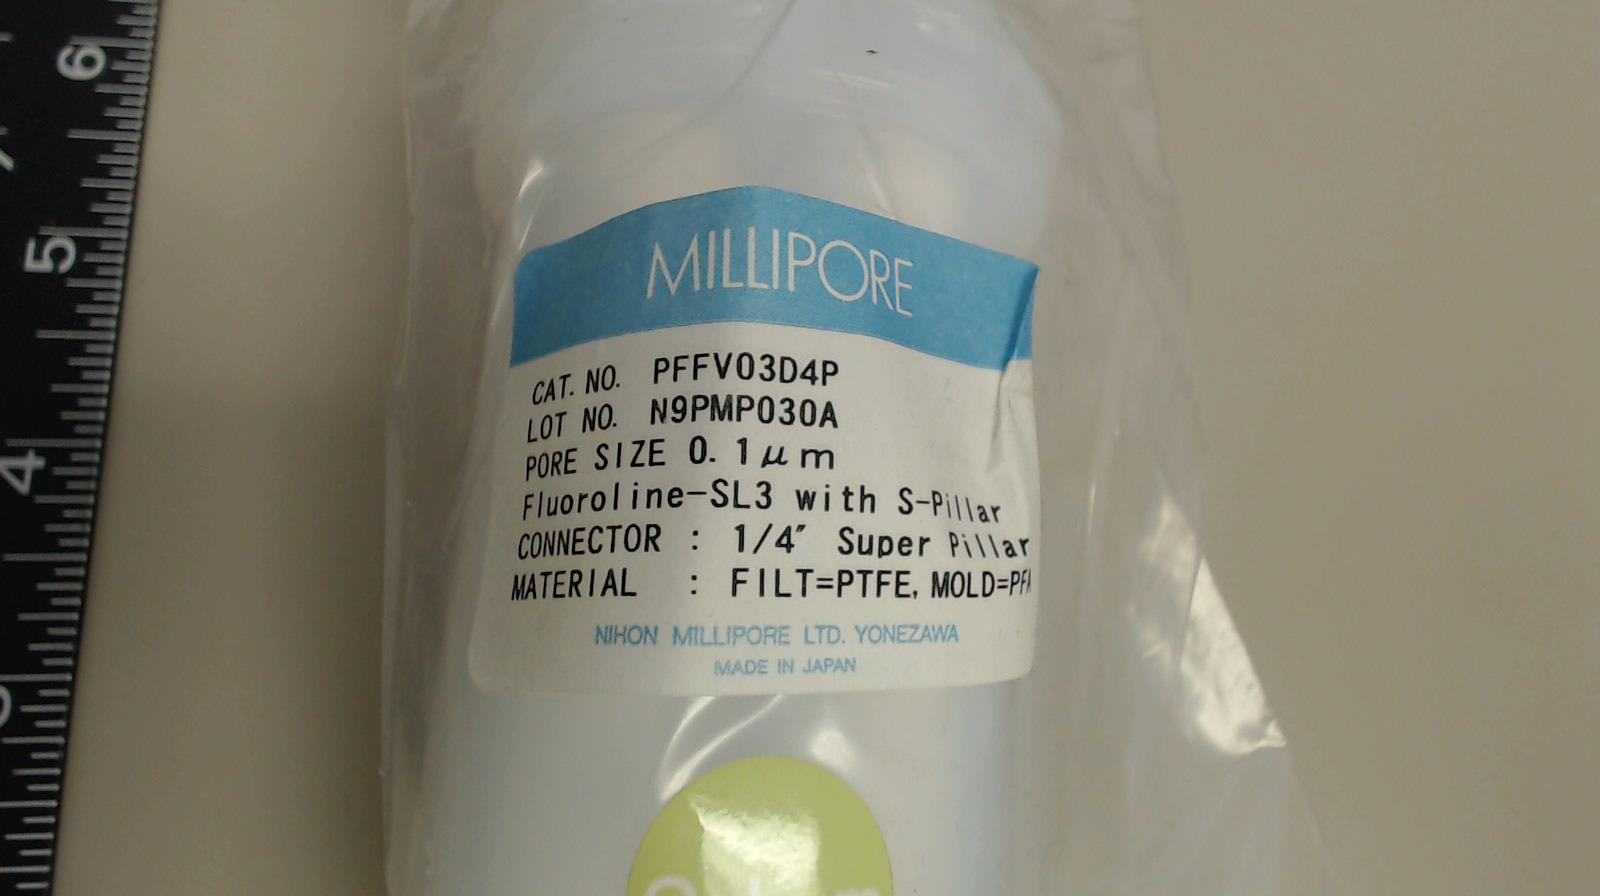 6
5
4
MILLIPORE
CAT. NO. PFFV03D4P
LOT NO. N9PMP030A
PORE SIZE 0.1μm
Fluoroline-SL3 with S-Pillar
CONNECTOR : 1/4″ Super Pillar
MATERIAL : FILT=PTFE, MOLD=PFA
NIHON MILLIPORE LTD. YONEZAWA
MADE IN JAPAN